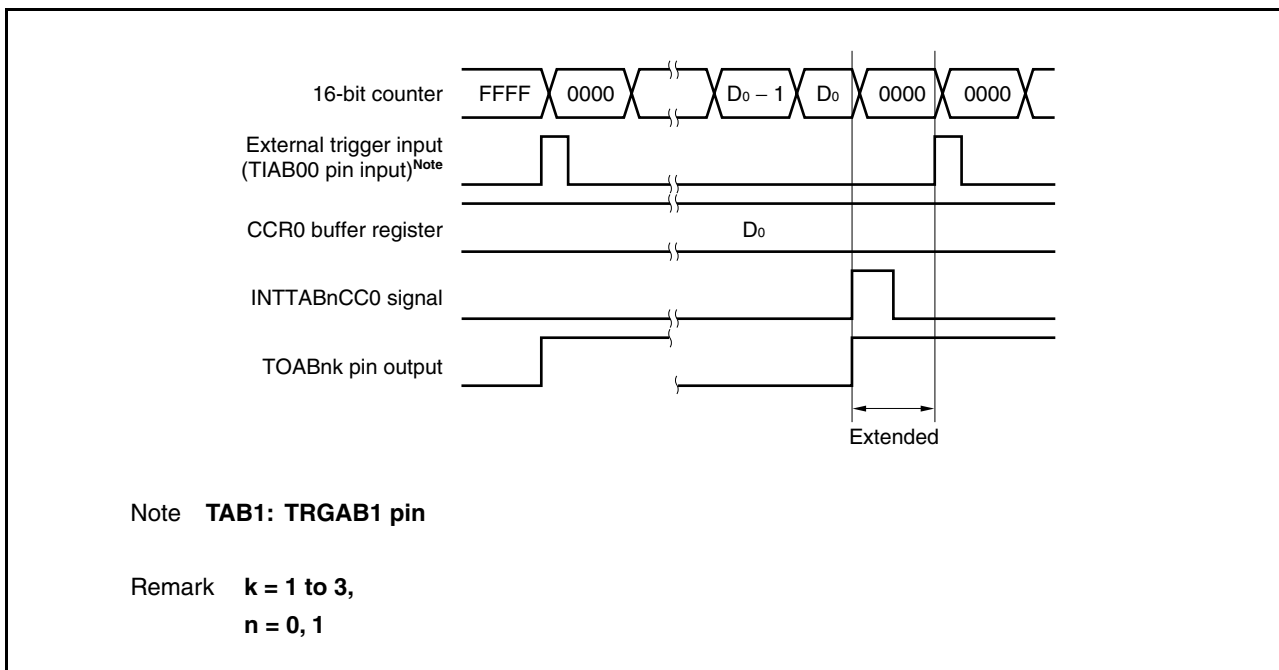 16-bit counter FFFF 0000 D0 − 1 D0 0000 0000
External trigger input
(TIAB00 pin input)Note
CCR0 buffer register D0
INTTABnCC0 signal
TOABnk pin output
Extended
Note TAB1: TRGAB1 pin
Remark k = 1 to 3,
n = 0, 1